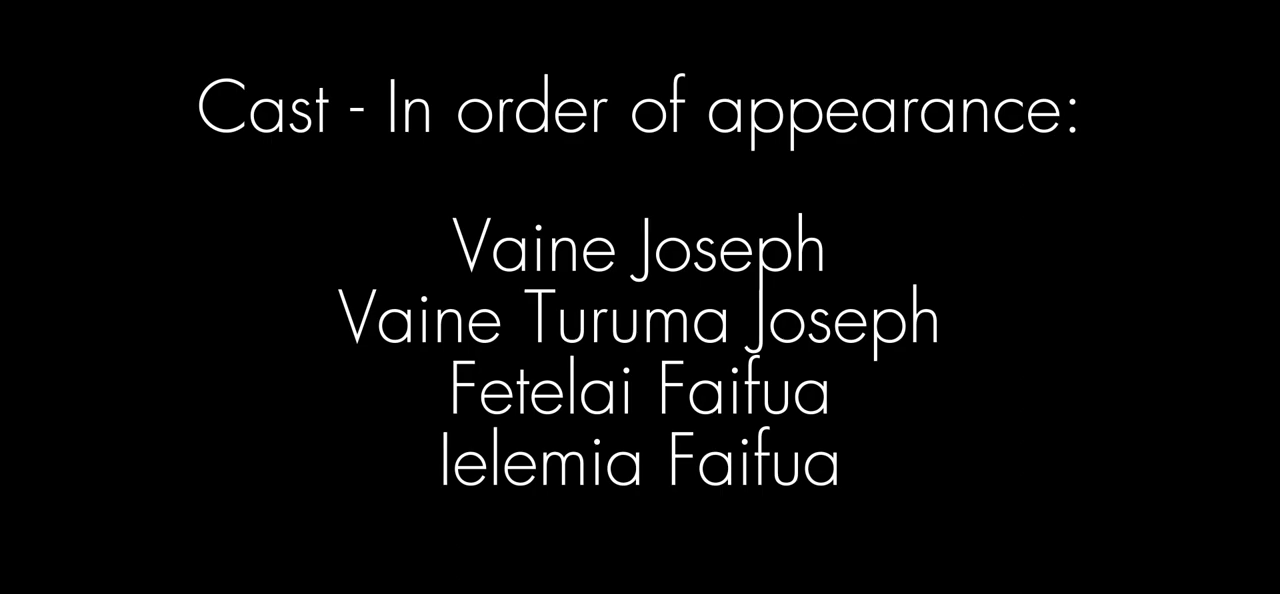 Cast - In order of appearance:
Vaine Joseph
Vaine Turuma Joseph
Fetelai Faifua
Ielemia Faifua